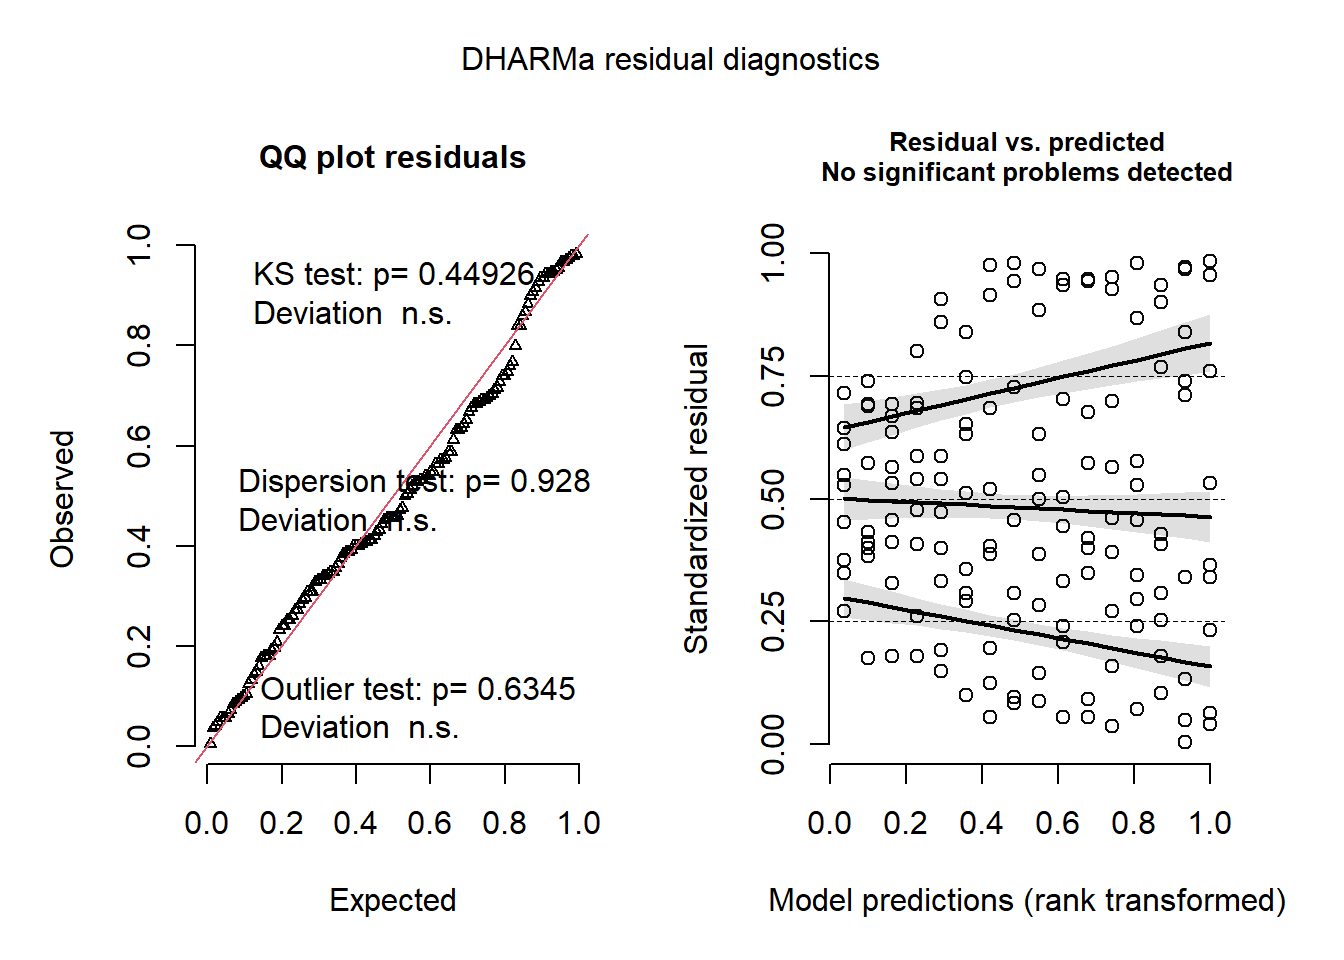 DHARMa residual diagnostics
QQ plot residuals
KS test: p= 0.44926
Deviation  n.s.
Dispersion test: p= 0.928
Deviation  n.s.
Outlier test: p= 0.6345
Deviation  n.s.
Observed
0.0 0.2 0.4 0.6 0.8 1.0
0.0 0.2 0.4 0.6 0.8 1.0
Expected
Residual vs. predicted
No significant problems detected
Standardized residual
0.00 0.25 0.50 0.75 1.00
0.0 0.2 0.4 0.6 0.8 1.0
Model predictions (rank transformed)